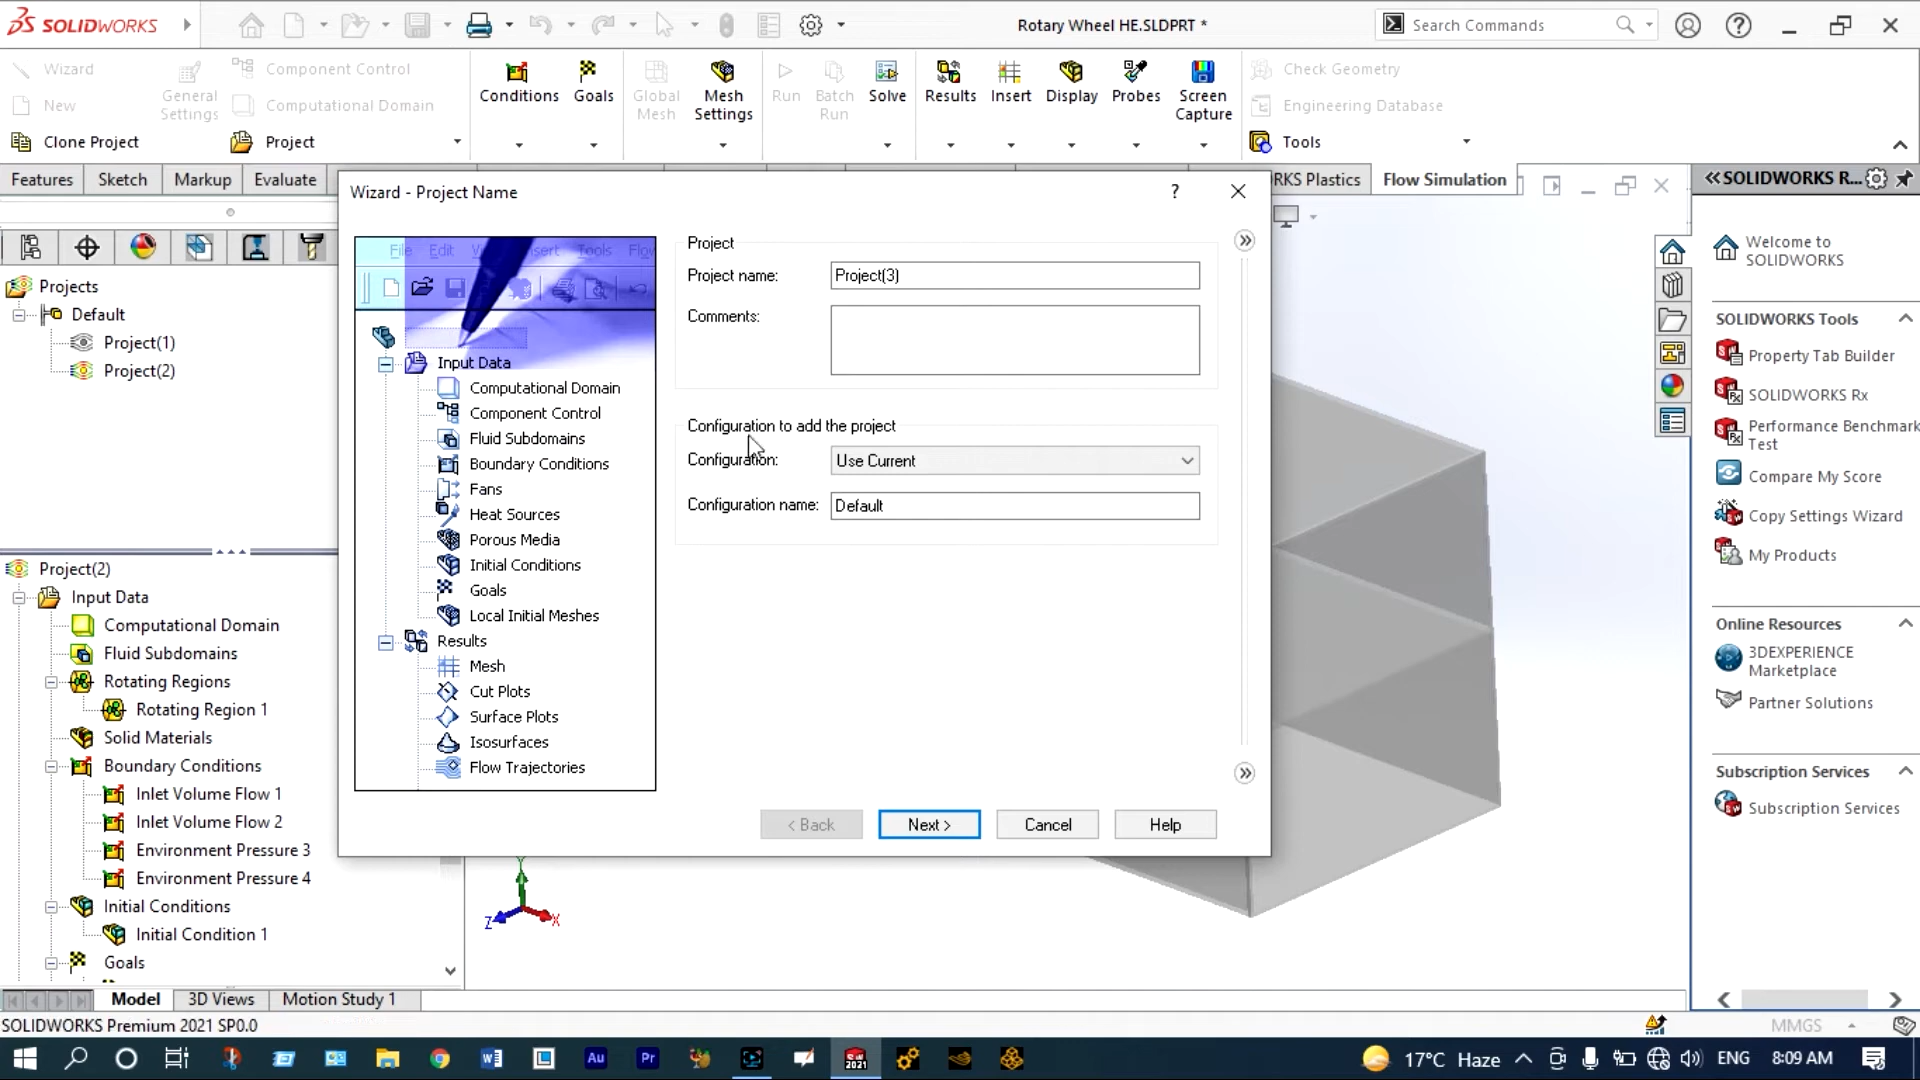 SOLIDWORKS
Rotary Wheel HE.SLDPRT *
Search Commands
Wizard
New
Clone Project
General Settings
Component Control
Computational Domain
Project
Conditions
Goals
Global Mesh
Mesh Settings
Run
Batch Run
Solve
Results
Insert
Display
Probes
Screen Capture
Check Geometry
Engineering Database
Tools
Features
Sketch
Markup
Evaluate
RKS Plastics
Flow Simulation
SOLIDWORKS R...
Projects
Default
Project(1)
Project(2)
Project(2)
Input Data
Computational Domain
Fluid Subdomains
Rotating Regions
Rotating Region 1
Solid Materials
Boundary Conditions
Inlet Volume Flow 1
Inlet Volume Flow 2
Environment Pressure 3
Environment Pressure 4
Initial Conditions
Initial Condition 1
Goals
Wizard - Project Name
?
File Edit
Tools
Input Data
Computational Domain
Component Control
Fluid Subdomains
Boundary Conditions
Fans
Heat Sources
Porous Media
Initial Conditions
Goals
Local Initial Meshes
Results
Mesh
Cut Plots
Surface Plots
Isosurfaces
Flow Trajectories
Project
Project name: Project(3)
Comments:
Configuration to add the project
Configuration: Use Current
Configuration name: Default
< Back
Next >
Cancel
Help
Welcome to SOLIDWORKS
SOLIDWORKS Tools
Property Tab Builder
SOLIDWORKS Rx
Performance Benchmark Test
Compare My Score
Copy Settings Wizard
My Products
Online Resources
3DEXPERIENCE Marketplace
Partner Solutions
Subscription Services
Subscription Services
Y
Z
X
Model
3D Views
Motion Study 1
SOLIDWORKS Premium 2021 SP0.0
MMGS
Au
Pr
SW 2021
17°C Haze
ENG
8:09 AM